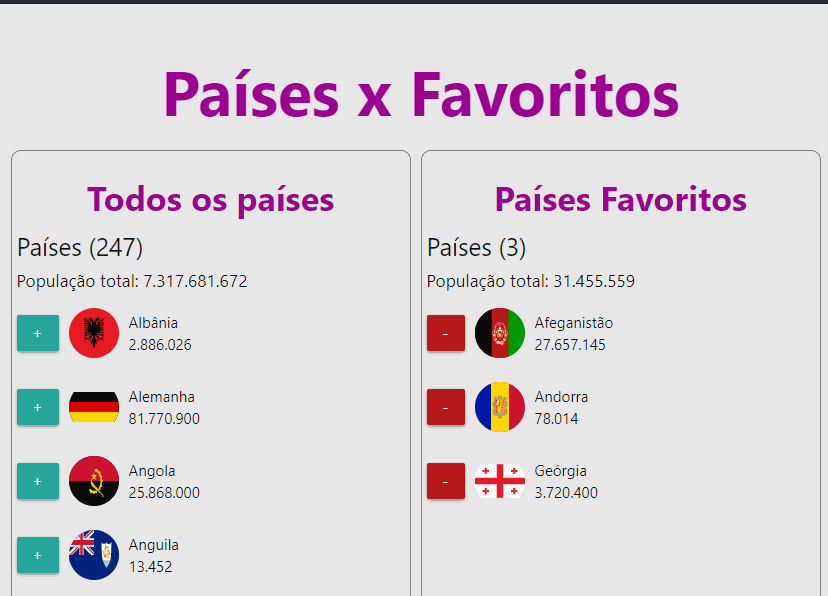 Países x Favoritos
Todos os países
Países (247)
População total: 7.317.681.672
+
Albânia
2.886.026
+
Alemanha
81.770.900
+
Angola
25.868.000
+
Anguila
13.452
Países Favoritos
Países (3)
População total: 31.455.559
-
Afeganistão
27.657.145
-
Andorra
78.014
-
Geórgia
3.720.400